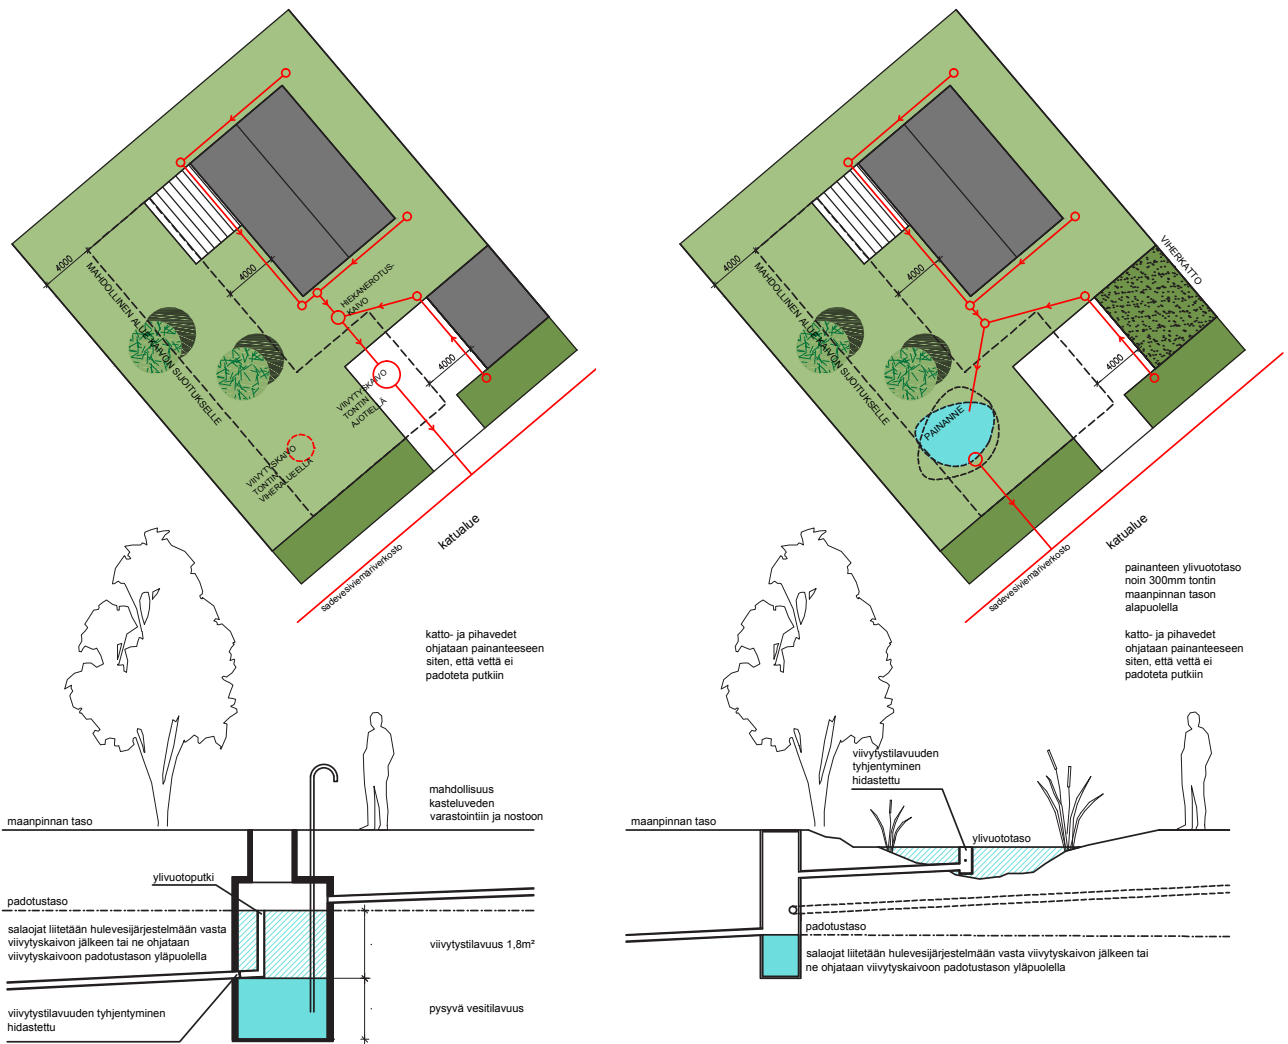 4000
MAHDOLLINEN ALUE KAIVON SIJOITUKSELLE
4000
HIEKANEROTUS-
KAIVO
4000
VIIVYTYSKAIVO
TONTIN
AJOTIELLÄ
VIIVYTYSKAIVO
TONTIN
VIHERALUEELLA
katualue
sadevesiviemäriverkosto
katto- ja pihavedet
ohjataan painanteeseen
siten, että vettä ei
padoteta putkiin
mahdollisuus
kasteluveden
varastointiin ja nostoon
maanpinnan taso
ylivuotoputki
padotustaso
salaojat liitetään hulevesijärjestelmään vasta
viivytyskaivon jälkeen tai ne ohjataan
viivytyskaivoon padotustason yläpuolella
viivytystilavuus 1,8m²
viivytystilavuuden tyhjentyminen
hidastettu
pysyvä vesitilavuus
4000
MAHDOLLINEN ALUE KAIVON SIJOITUKSELLE
4000
VIHERKATTO
4000
PAINANNE
katualue
sadevesiviemäriverkosto
painanteen ylivuototaso
noin 300mm tontin
maanpinnan tason
alapuolella
katto- ja pihavedet
ohjataan painanteeseen
siten, että vettä ei
padoteta putkiin
viivytystilavuuden
tyhjentyminen
hidastettu
maanpinnan taso
ylivuototaso
padotustaso
salaojat liitetään hulevesijärjestelmään vasta viivytyskaivon jälkeen tai
ne ohjataan viivytyskaivoon padotustason yläpuolella